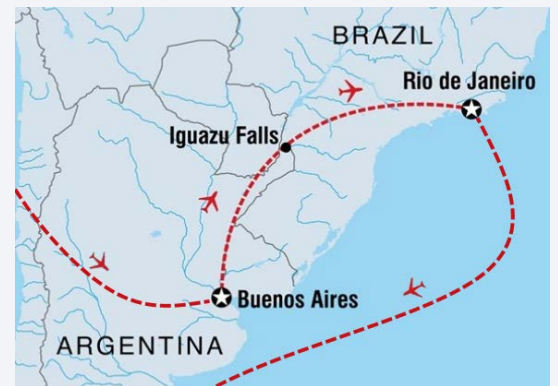 BRAZIL
Rio de Janeiro
Iguazu Falls
Buenos Aires
ARGENTINA